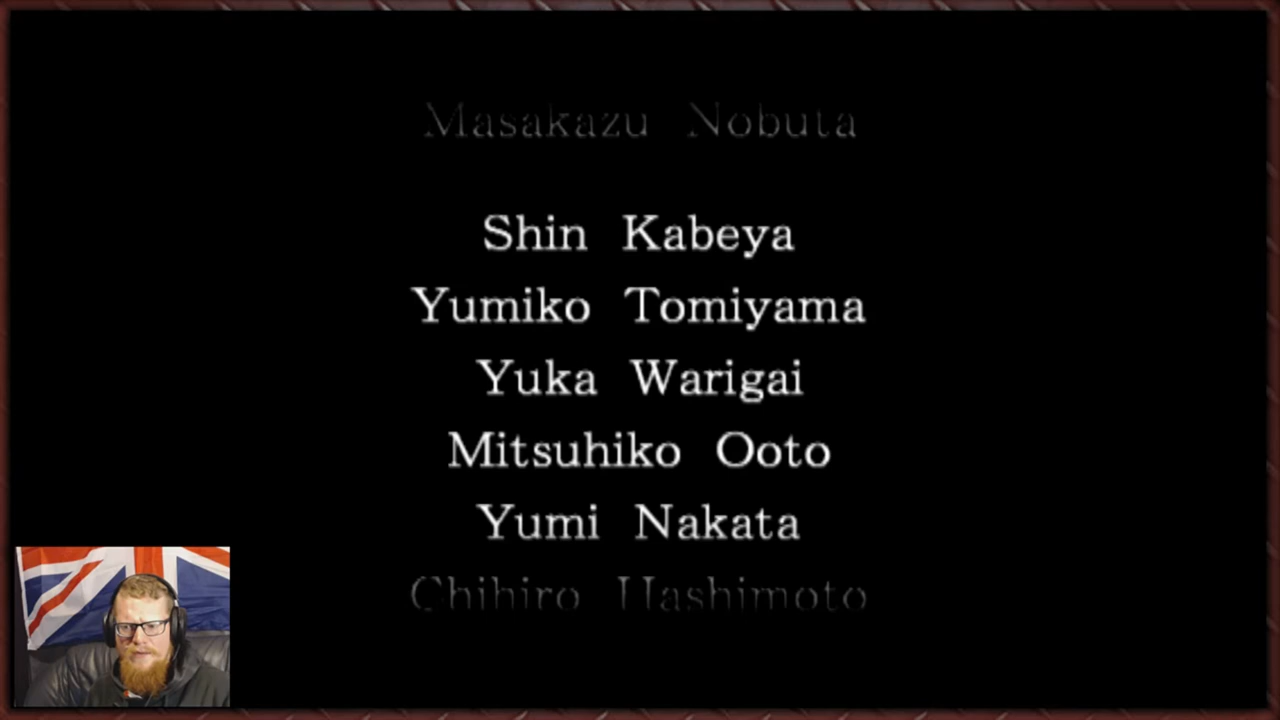 Masakazu Nobuta
Shin Kabeya
Yumiko Tomiyama
Yuka Warigai
Mitsuhiko Ooto
Yumi Nakata
Chihiro Hashimoto